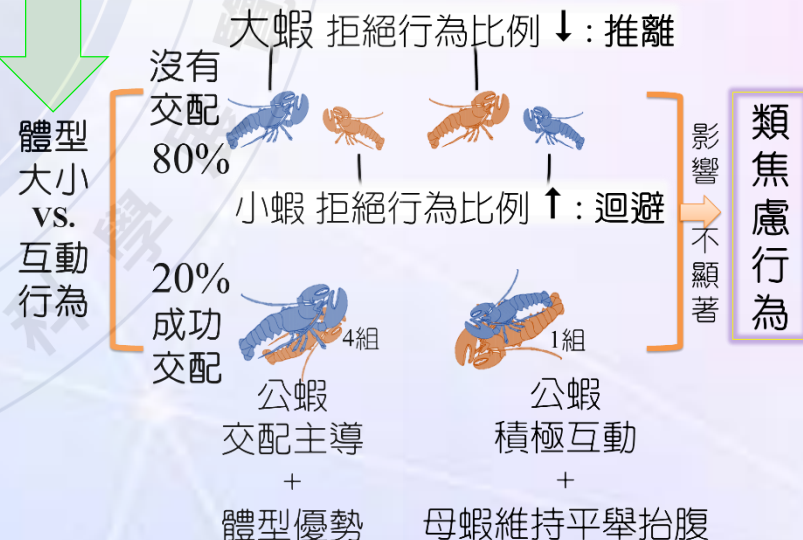 大蝦 拒絕行為比例 ⬇ : 推離
沒有
交配
80%
體型
大小
vs.
互動
行為
小蝦 拒絕行為比例 ⬆ : 迴避
影響
不顯著
類焦慮行為
20%
成功
交配
4組
1組
公蝦
交配主導
+
體型優勢
公蝦
積極互動
+
母蝦維持平舉抬腹
科學